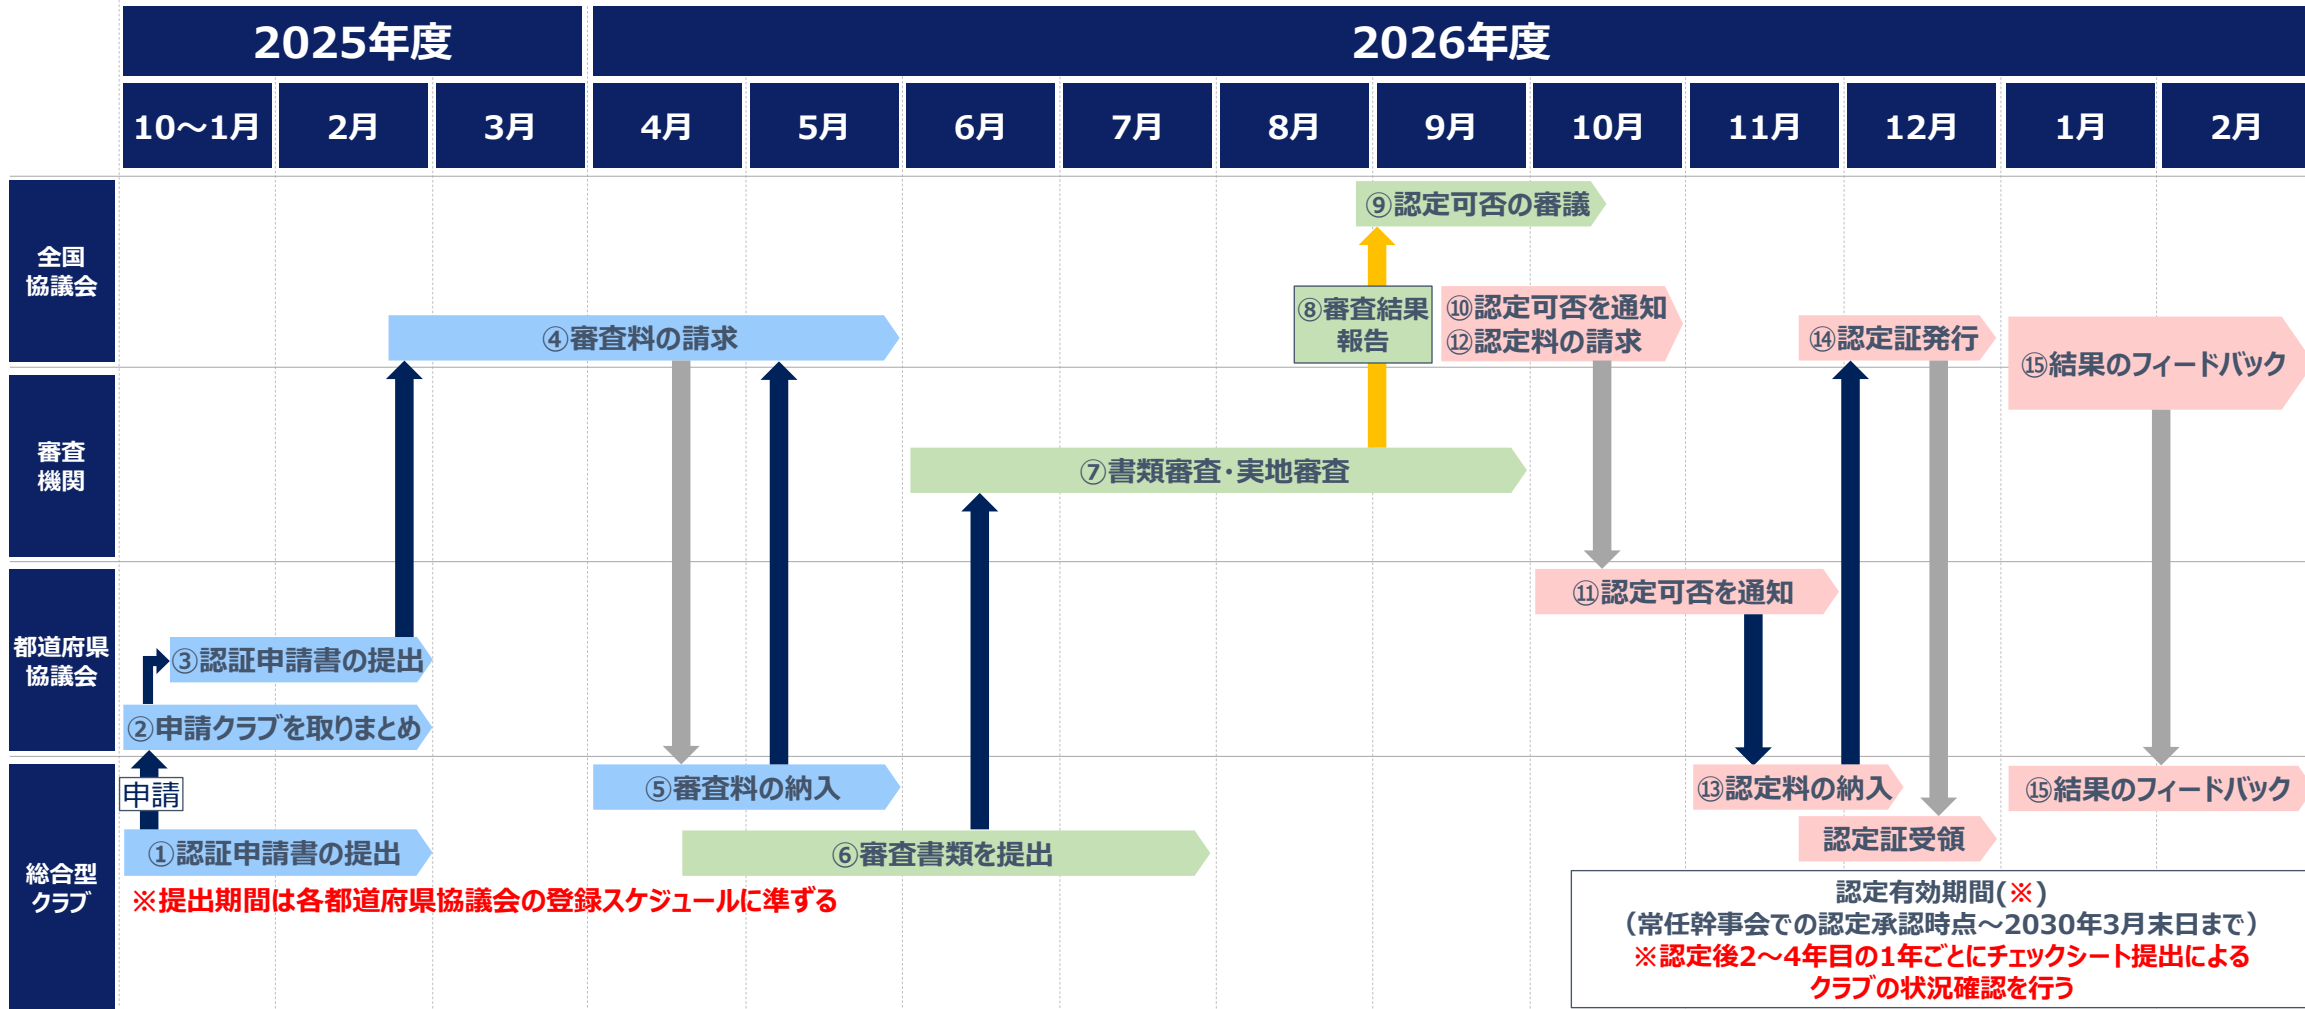 2025年度
2026年度
10～1月
2月
3月
4月
5月
6月
7月
8月
9月
10月
11月
12月
1月
2月
全国
協議会
⑨認定可否の審議
⑧審査結果
報告
④審査料の請求
⑩認定可否を通知
⑫認定料の請求
⑭認定証発行
⑮結果のフィードバック
審査
機関
⑦書類審査・実地審査
都道府県
協議会
⑪認定可否を通知
③認証申請書の提出
②申請クラブを取りまとめ
総合型
クラブ
申請
⑤審査料の納入
⑬認定料の納入
⑮結果のフィードバック
①認証申請書の提出
⑥審査書類を提出
認定証受領
※提出期間は各都道府県協議会の登録スケジュールに準ずる
認定有効期間(※)
（常任幹事会での認定承認時点～2030年3月末日まで）
※認定後2～4年目の1年ごとにチェックシート提出による
クラブの状況確認を行う